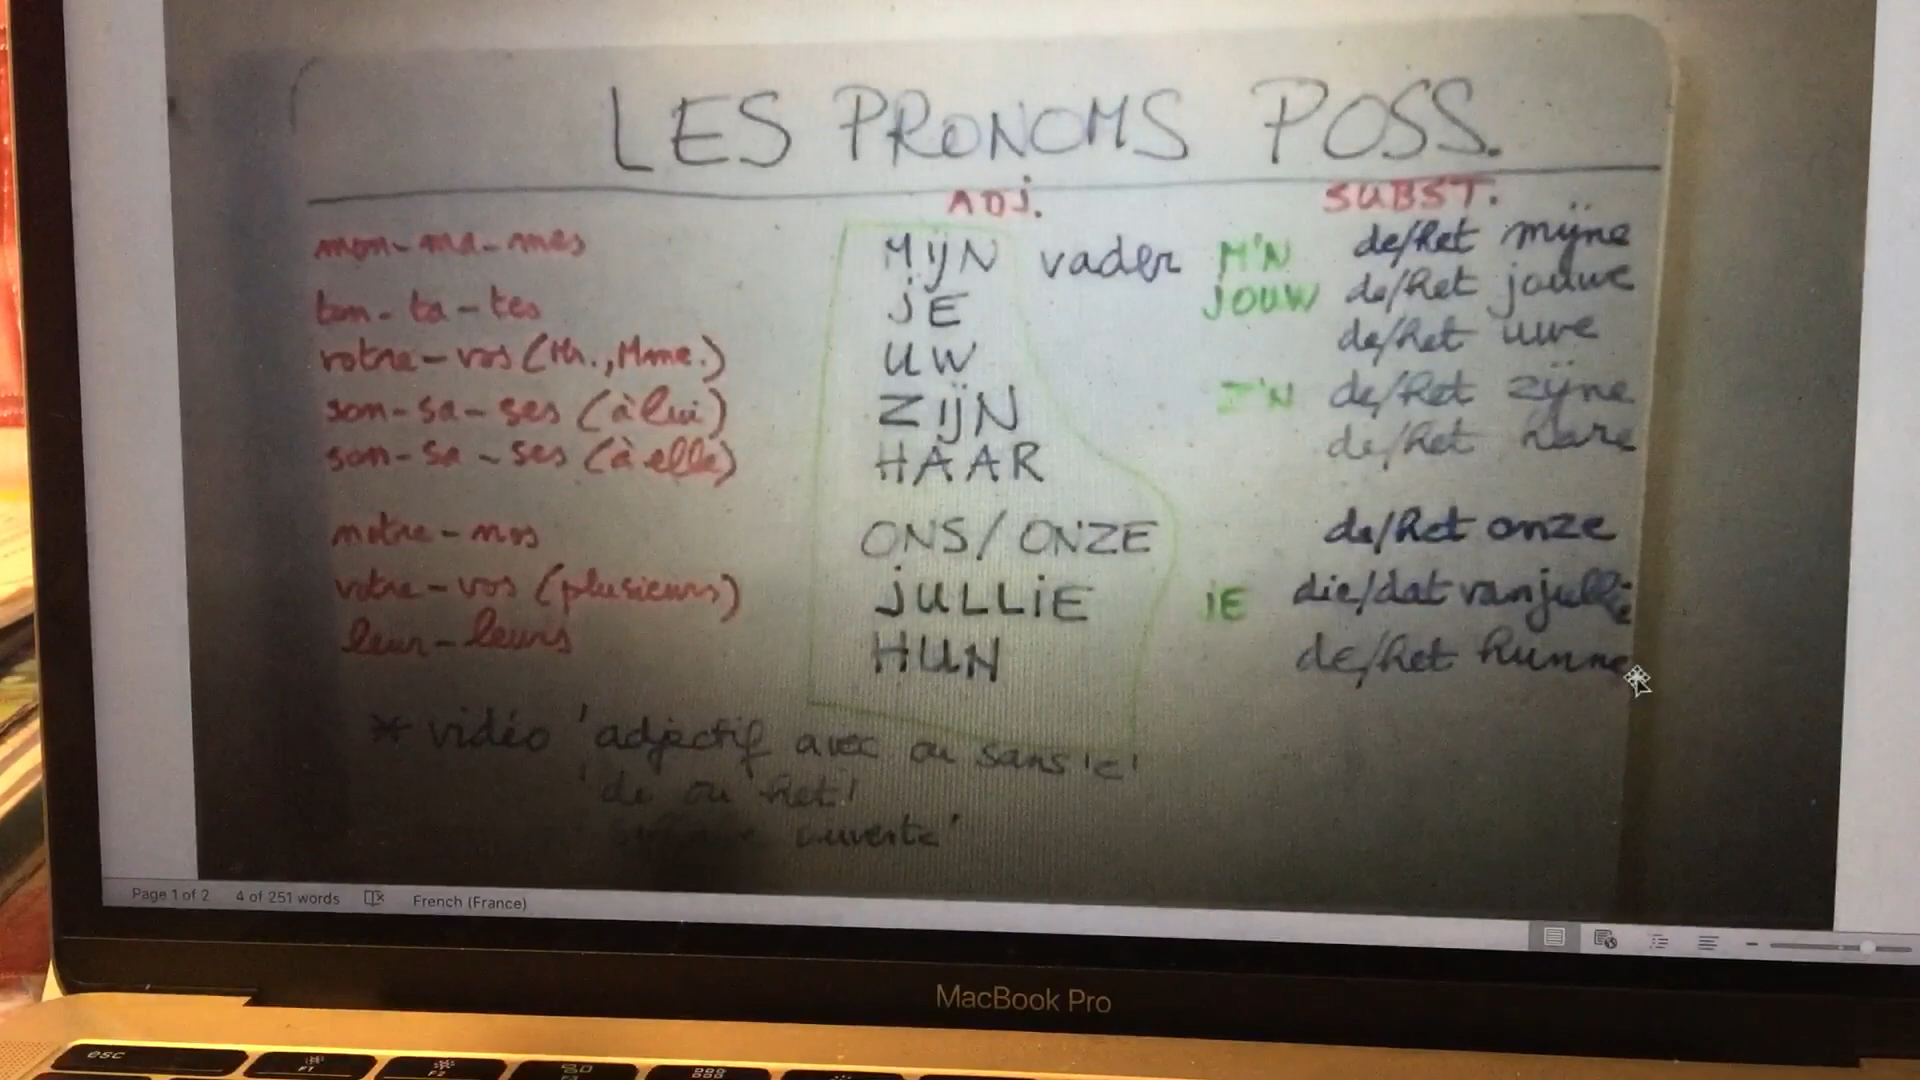 LES PRONOMS POSS.
ADJ. SUBST.
mon-ma-mes MIJN vader M'N de/het mijne
ton-ta-tes JE JOUW de/het jouwe
votre-vos (Mr., Mme.) UW de/het uwe
son-sa-ses (à lui) ZIJN Z'N de/het zijne
son-sa-ses (à elle) HAAR de/het hare
notre-nos ONS/ONZE de/het onze
votre-vos (plusieurs) JULLIE JE die/dat van jullie
leur-leurs HUN de/het hunne
* vidéo 'adjectif avec ou sans 'e'
'de ou het'
ouverte'
Page 1 of 2 4 of 251 words French (France)
MacBook Pro
esc F1 F2